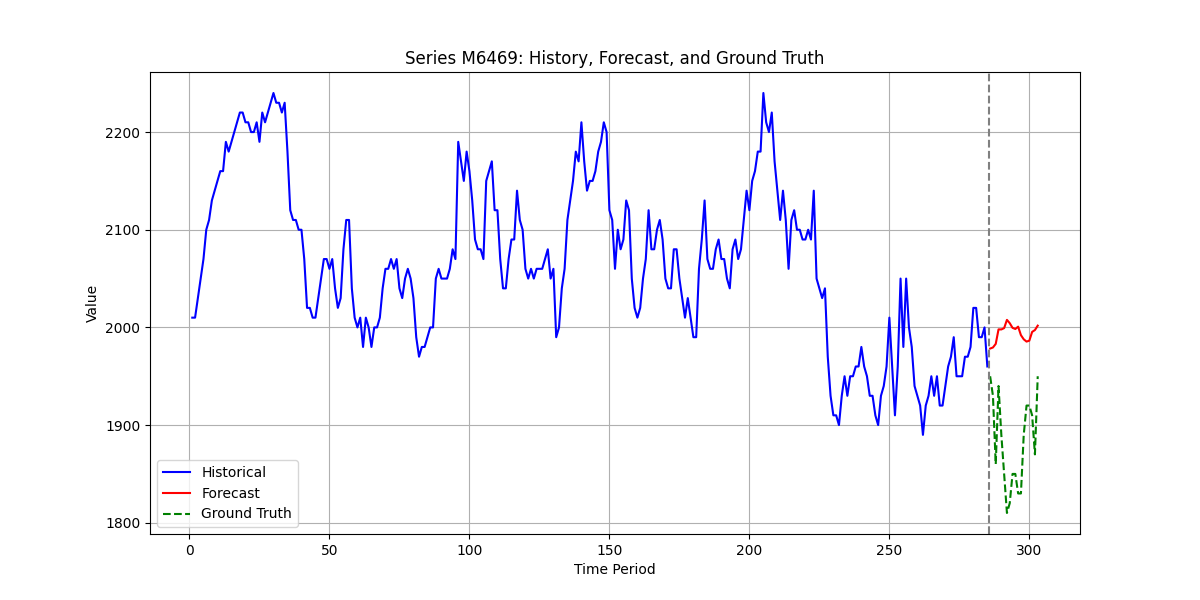 Series M6469: History, Forecast, and Ground Truth
Value
2200
2100
2000
1900
1800
Historical
Forecast
Ground Truth
0 50 100 150 200 250 300
Time Period